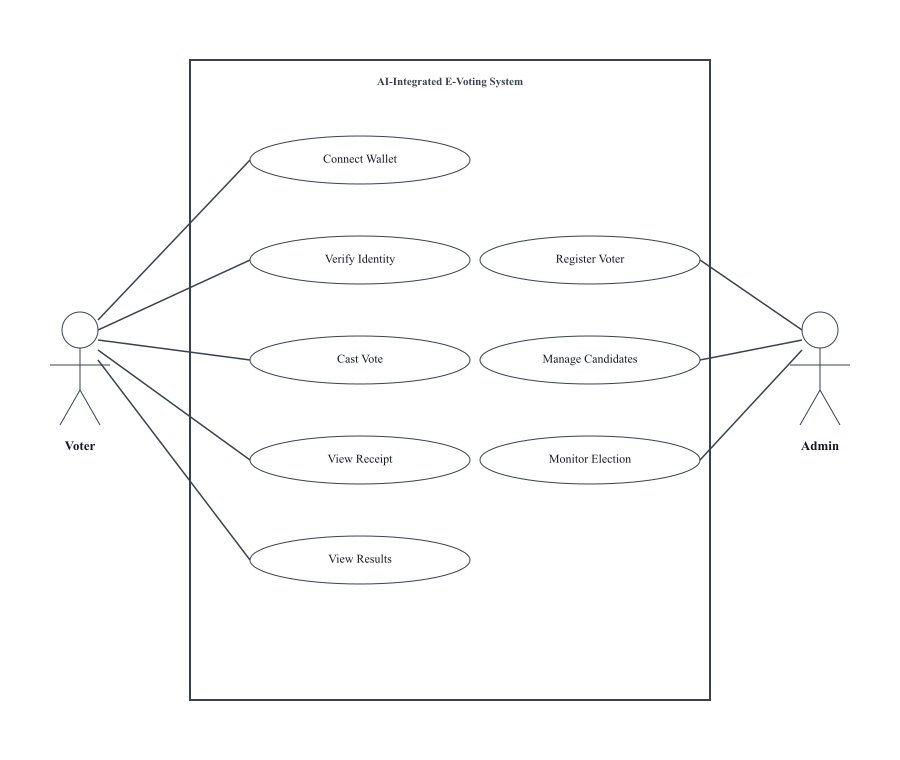 AI-Integrated E-Voting System
Connect Wallet
Verify Identity
Register Voter
Cast Vote
Manage Candidates
Voter
Admin
View Receipt
Monitor Election
View Results